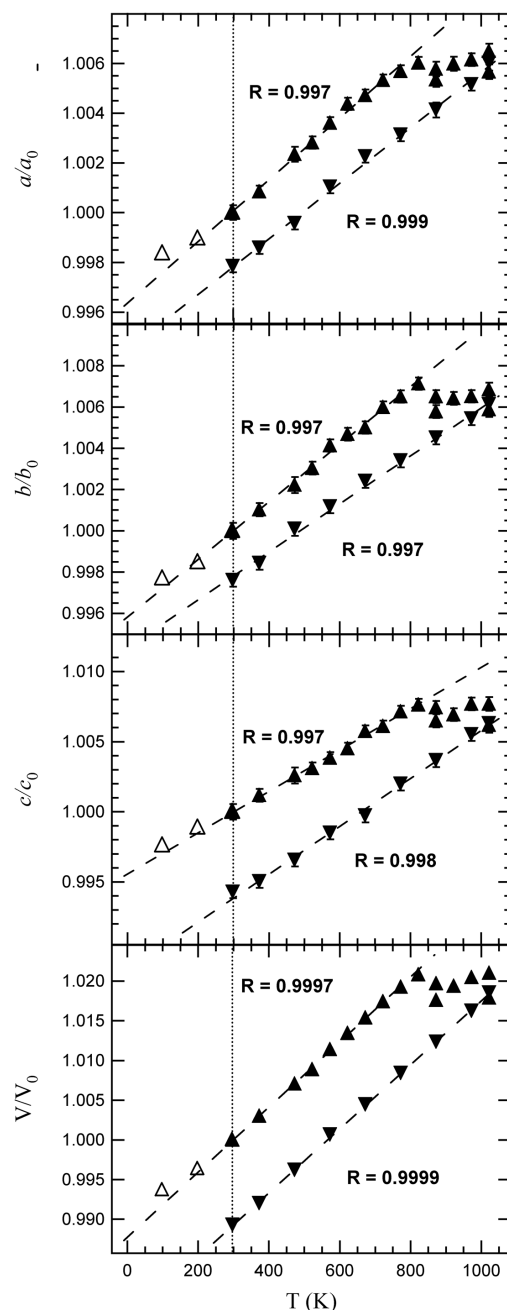 1.006
1.004
1.002
1.000
0.998
0.996
a/a0
R = 0.997
R = 0.999
1.008
1.006
1.004
1.002
1.000
0.998
0.996
b/b0
R = 0.997
R = 0.997
1.010
1.005
1.000
0.995
c/c0
R = 0.997
R = 0.998
1.020
1.015
1.010
1.005
1.000
0.995
0.990
V/V0
R = 0.9997
R = 0.9999
0 200 400 600 800 1000
T (K)